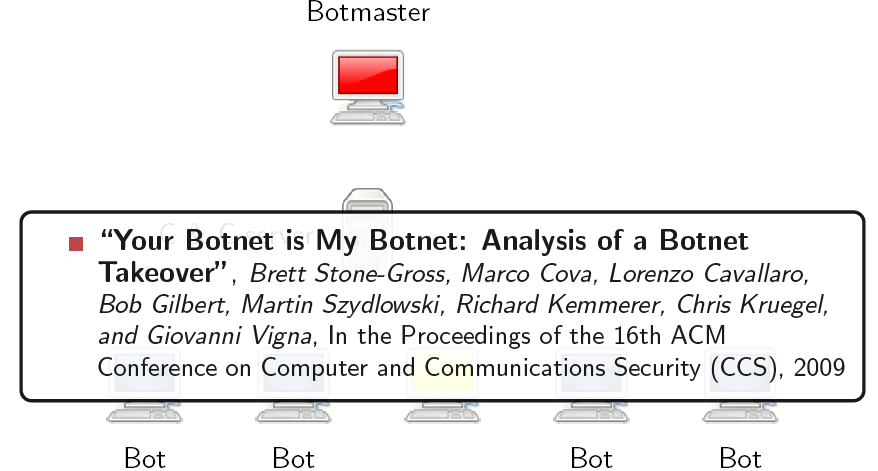 Botmaster
C & C server
“Your Botnet is My Botnet: Analysis of a Botnet
Takeover”, Brett Stone-Gross, Marco Cova, Lorenzo Cavallaro,
Bob Gilbert, Martin Szydlowski, Richard Kemmerer, Chris Kruegel,
and Giovanni Vigna, In the Proceedings of the 16th ACM
Conference on Computer and Communications Security (CCS), 2009
Bot Bot Bot Bot